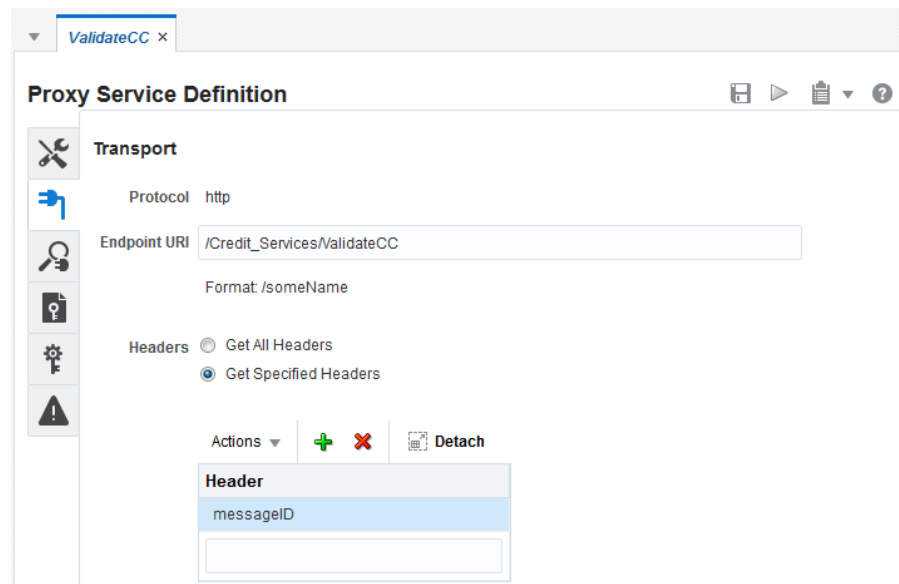 ValidateCC ×
Proxy Service Definition
Transport
Protocol http
Endpoint URI /Credit_Services/ValidateCC
Format: /someName
Headers Get All Headers
Get Specified Headers
Actions Detach
Header
messageID